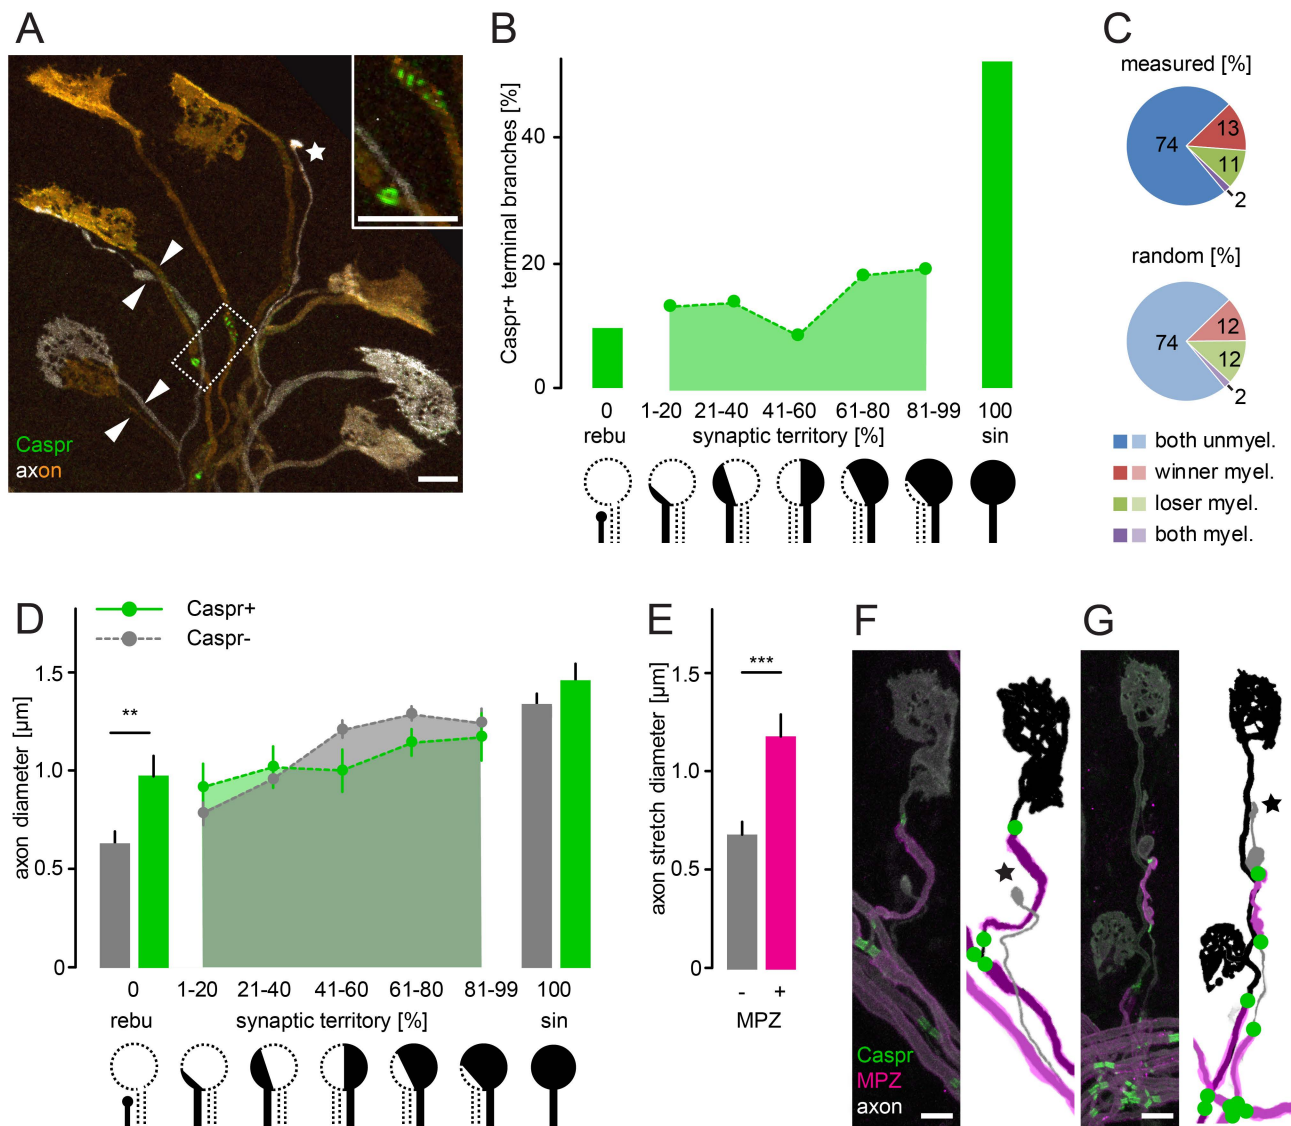 A
Caspr
axon
B
Caspr+ terminal branches [%]
40
20
0
0
1-20
21-40
41-60
61-80
81-99
100
rebu
synaptic territory [%]
sin
C
measured [%]
74
13
11
2
random [%]
74
12
12
2
both unmyel.
winner myel.
loser myel.
both myel.
D
Caspr+
Caspr-
axon diameter [µm]
1.5
1.0
0.5
0
**
0
1-20
21-40
41-60
61-80
81-99
100
rebu
synaptic territory [%]
sin
E
axon stretch diameter [µm]
1.5
1.0
0.5
0
***
- +
MPZ
F
Caspr
MPZ
axon
G